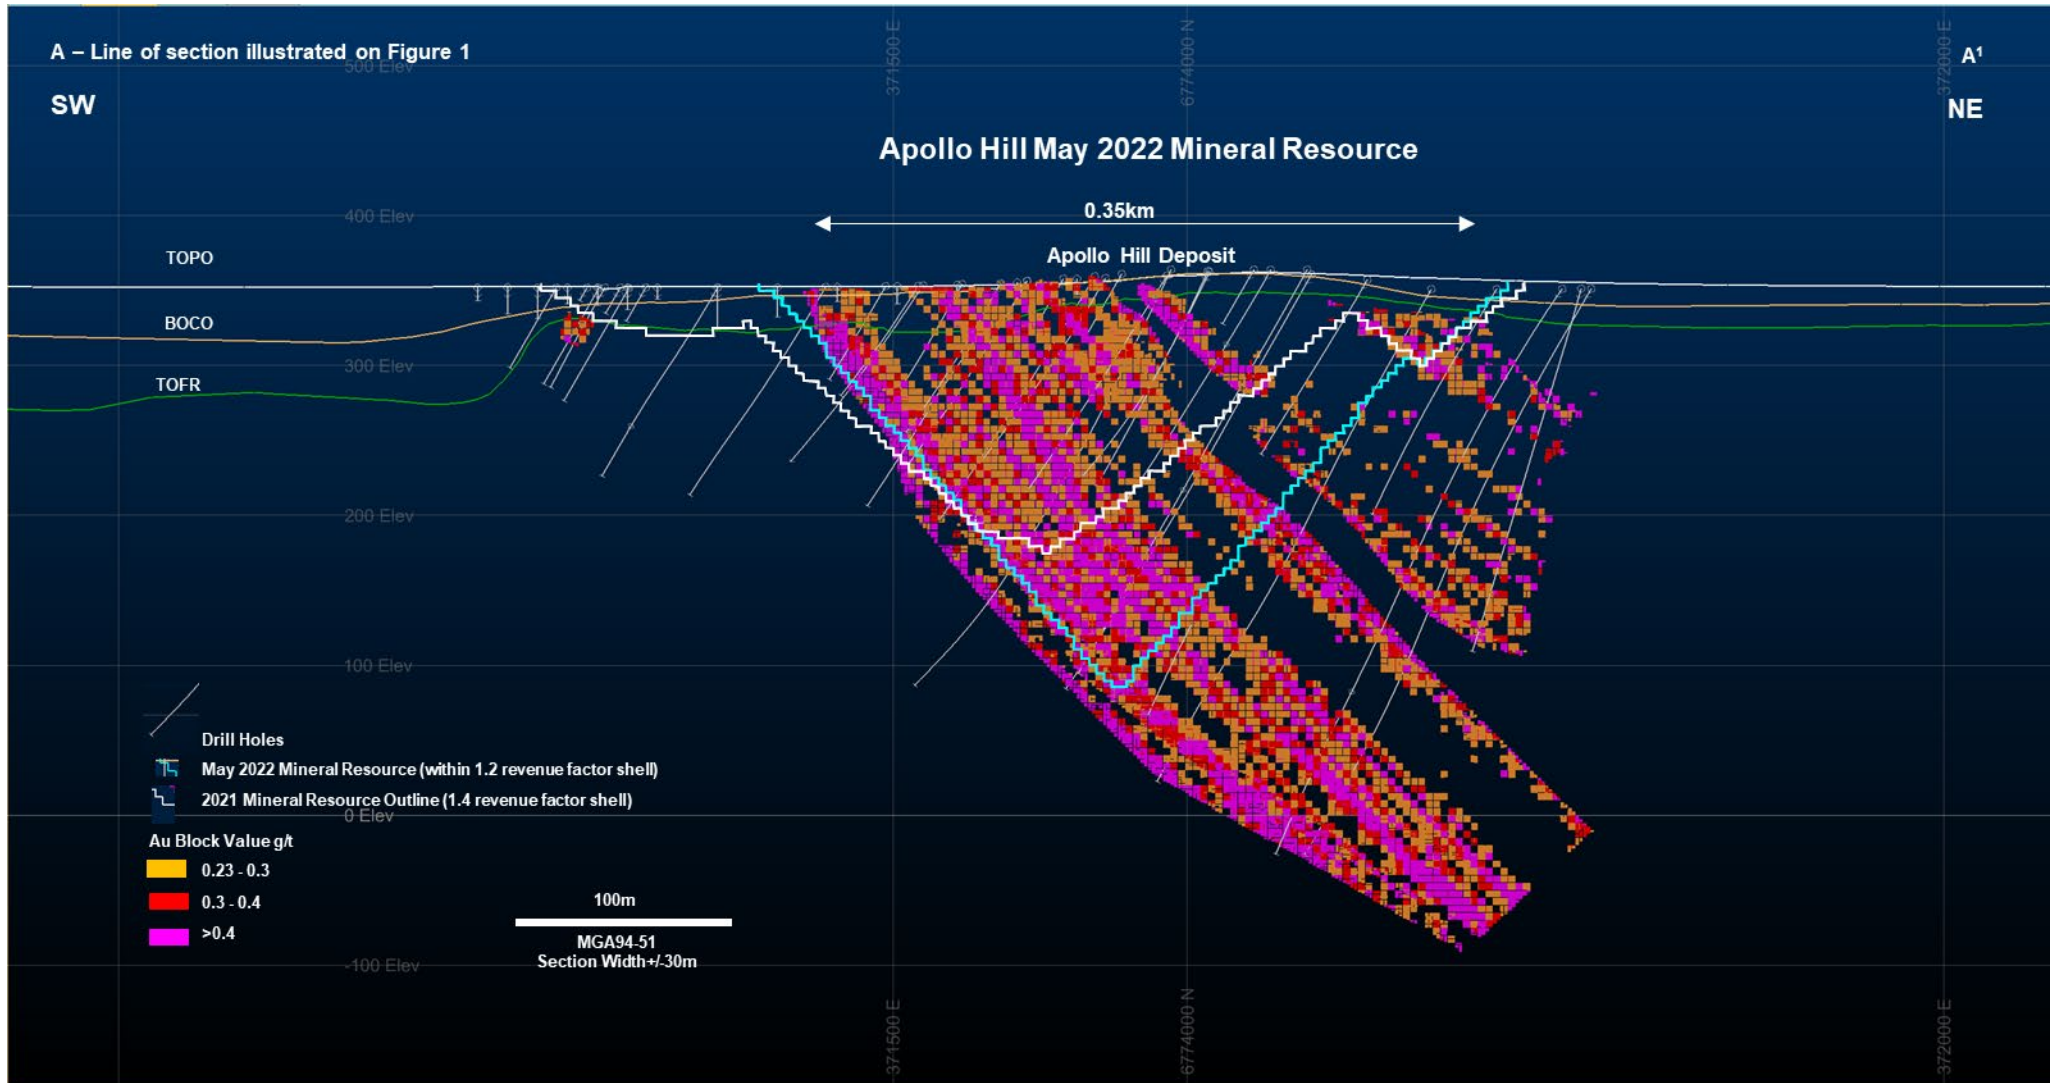 A – Line of section illustrated on Figure 1
A¹
SW
NE
371500 E
6774000 N
372000 E
500 Elev
Apollo Hill May 2022 Mineral Resource
400 Elev
0.35km
Apollo Hill Deposit
TOPO
BOCO
300 Elev
TOFR
200 Elev
100 Elev
Drill Holes
May 2022 Mineral Resource (within 1.2 revenue factor shell)
2021 Mineral Resource Outline (1.4 revenue factor shell)
0 Elev
Au Block Value g/t
0.23 - 0.3
0.3 - 0.4
>0.4
100m
MGA94-51
Section Width+/-30m
-100 Elev
371500 E
6774000 N
372000 E